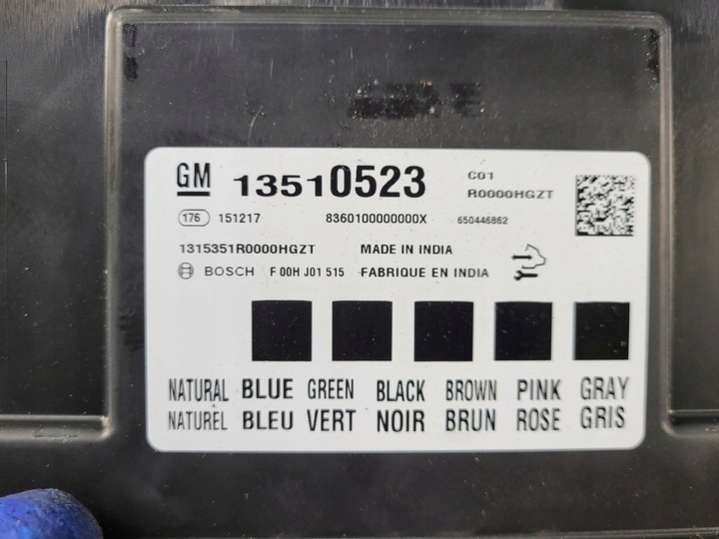 GM 13510523 C01
R0000HGZT
176 151217 8360100000000X 650446862
1315351R0000HGZT MADE IN INDIA
BOSCH F 00H J01 515 FABRIQUE EN INDIA
NATURAL BLUE GREEN BLACK BROWN PINK GRAY
NATURÊL BLEU VERT NOIR BRUN ROSE GRIS